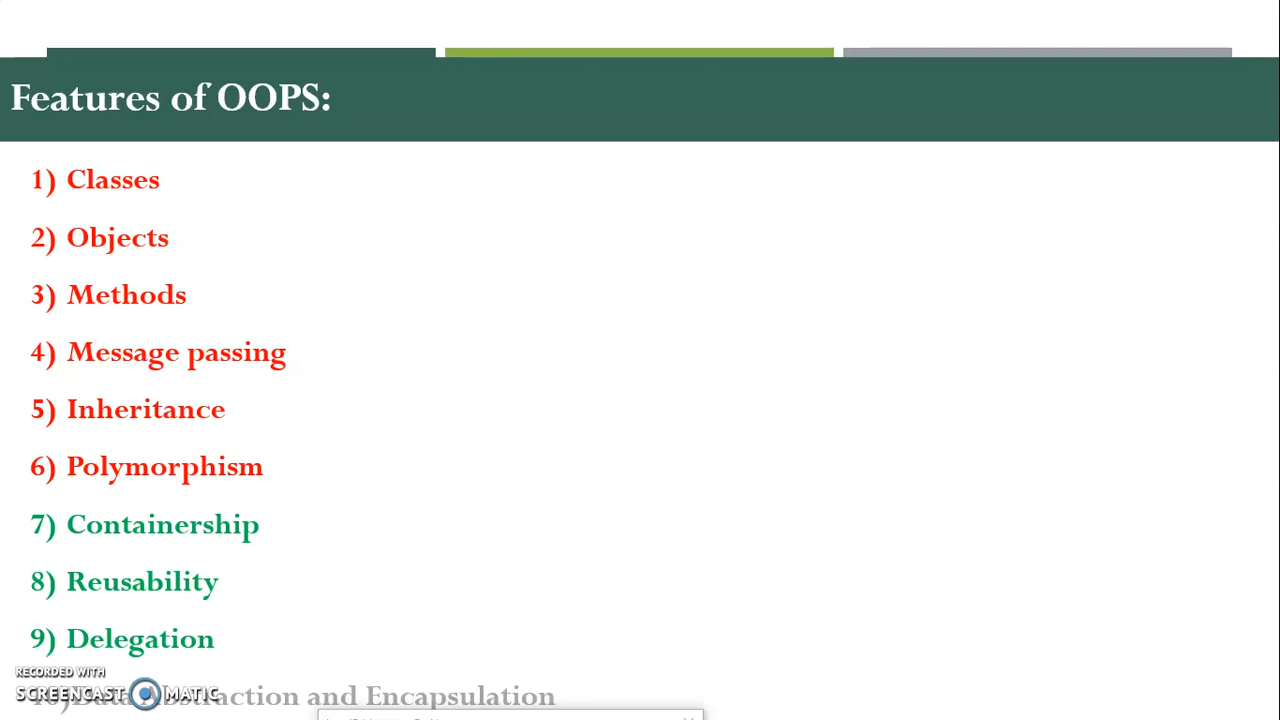 Features of OOPS:
1) Classes
2) Objects
3) Methods
4) Message passing
5) Inheritance
6) Polymorphism
7) Containership
8) Reusability
9) Delegation
RECORDED WITH
SCREENCAST MATIC
10)Data Abstraction and Encapsulation